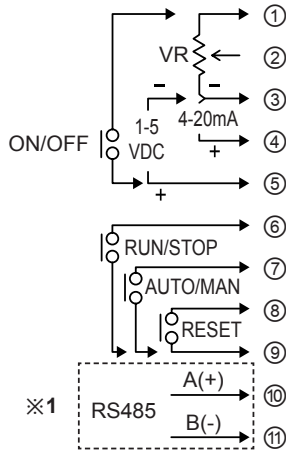 ①
VR ②
− − ③
1-5 VDC 4-20mA
ON/OFF
+ ④
+ ⑤
⑥
RUN/STOP
⑦
AUTO/MAN
⑧
RESET
⑨
A(+) ⑩
※1 RS485
B(-) ⑪